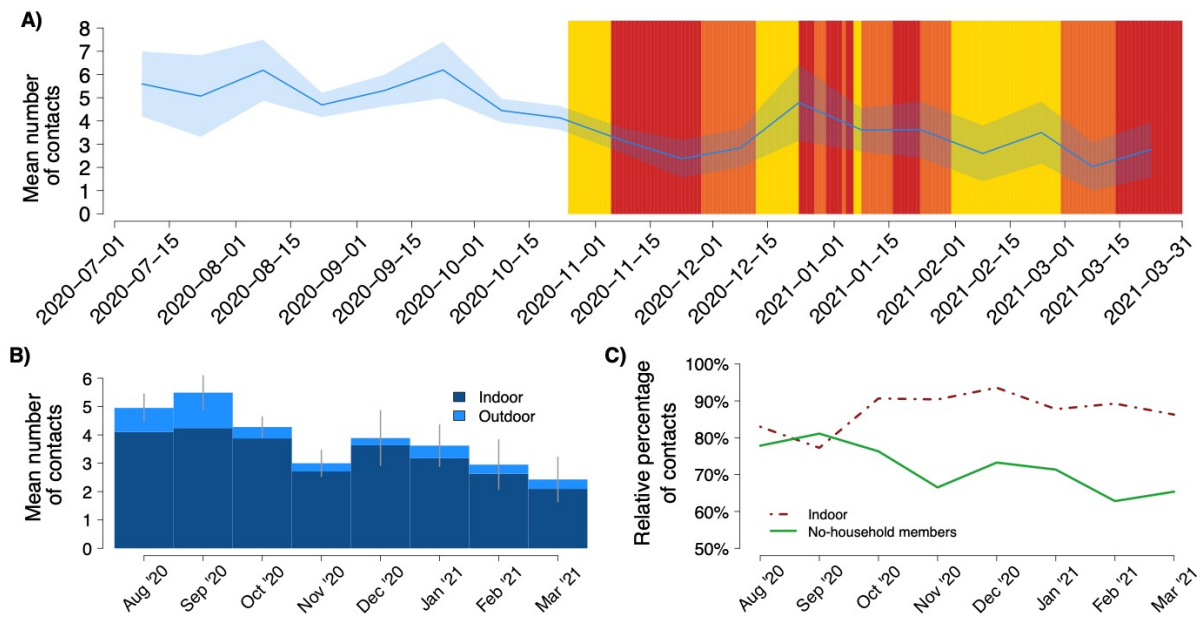 A)
Mean number
of contacts
8
7
6
5
4
3
2
1
0
2020−07−01
2020−07−15
2020−08−01
2020−08−15
2020−09−01
2020−09−15
2020−10−01
2020−10−15
2020−11−01
2020−11−15
2020−12−01
2020−12−15
2021−01−01
2021−01−15
2021−02−01
2021−02−15
2021−03−01
2021−03−15
2021−03−31
B)
Mean number
of contacts
6
5
4
3
2
1
0
Indoor
Outdoor
Aug '20
Sep '20
Oct '20
Nov '20
Dec '20
Jan '21
Feb '21
Mar '21
C)
Relative percentage
of contacts
100%
90%
80%
70%
60%
50%
Indoor
No−household members
Aug '20
Sep '20
Oct '20
Nov '20
Dec '20
Jan '21
Feb '21
Mar '21